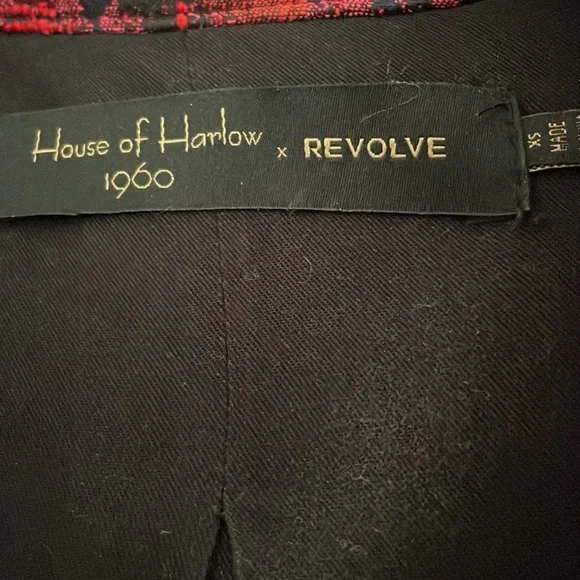 House of Harlow
1960
x REVOLVE
XS
MADE